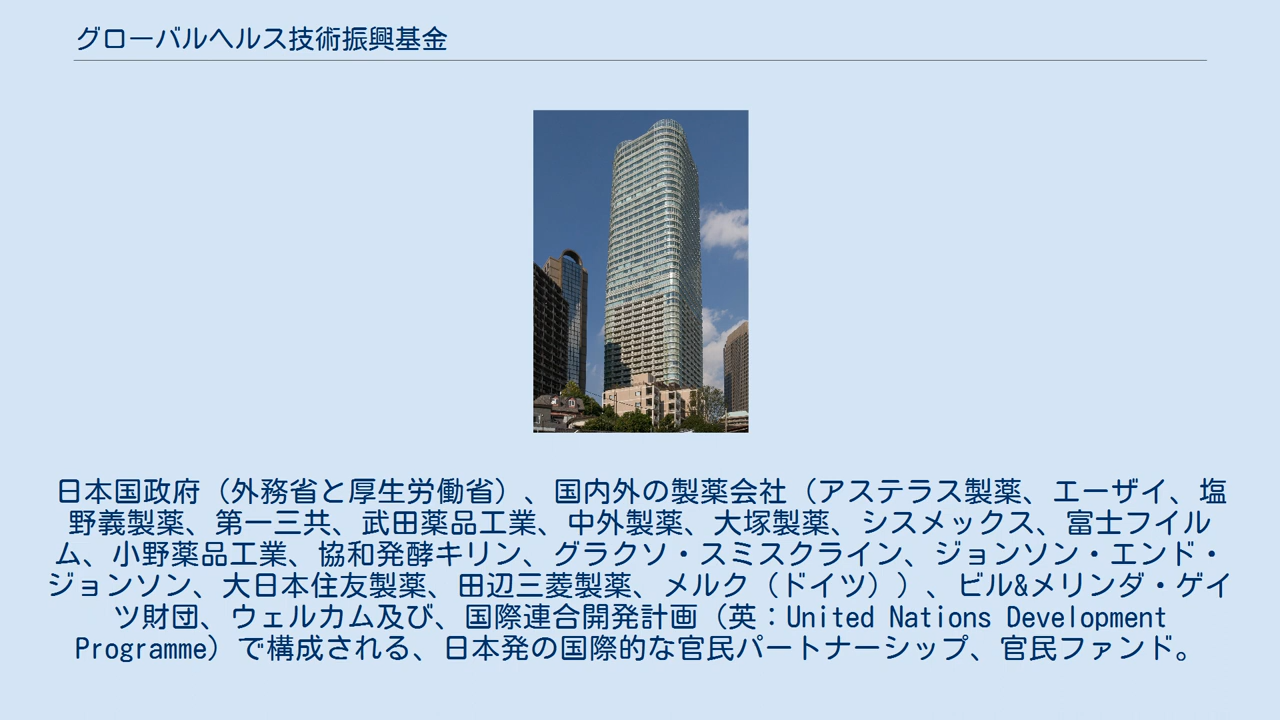 グローバルヘルス技術振興基金
日本国政府（外務省と厚生労働省）、国内外の製薬会社（アステラス製薬、エーザイ、塩
野義製薬、第一三共、武田薬品工業、中外製薬、大塚製薬、シスメックス、富士フイル
ム、小野薬品工業、協和発酵キリン、グラクソ・スミスクライン、ジョンソン・エンド・
ジョンソン、大日本住友製薬、田辺三菱製薬、メルク（ドイツ））、ビル&メリンダ・ゲイ
ツ財団、ウェルカム及び、国際連合開発計画（英：United Nations Development
Programme）で構成される、日本発の国際的な官民パートナーシップ、官民ファンド。